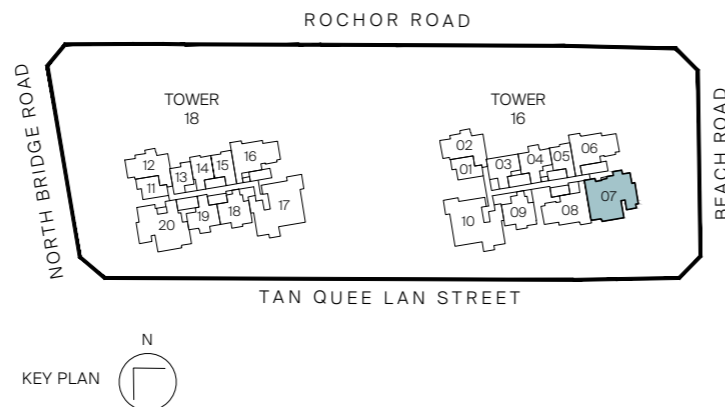 ROCHOR ROAD
NORTH BRIDGE ROAD
BEACH ROAD
TOWER
18
TOWER
16
12
11
13
14
15
16
17
18
19
20
02
01
03
04
05
06
07
08
09
10
TAN QUEE LAN STREET
N
KEY PLAN